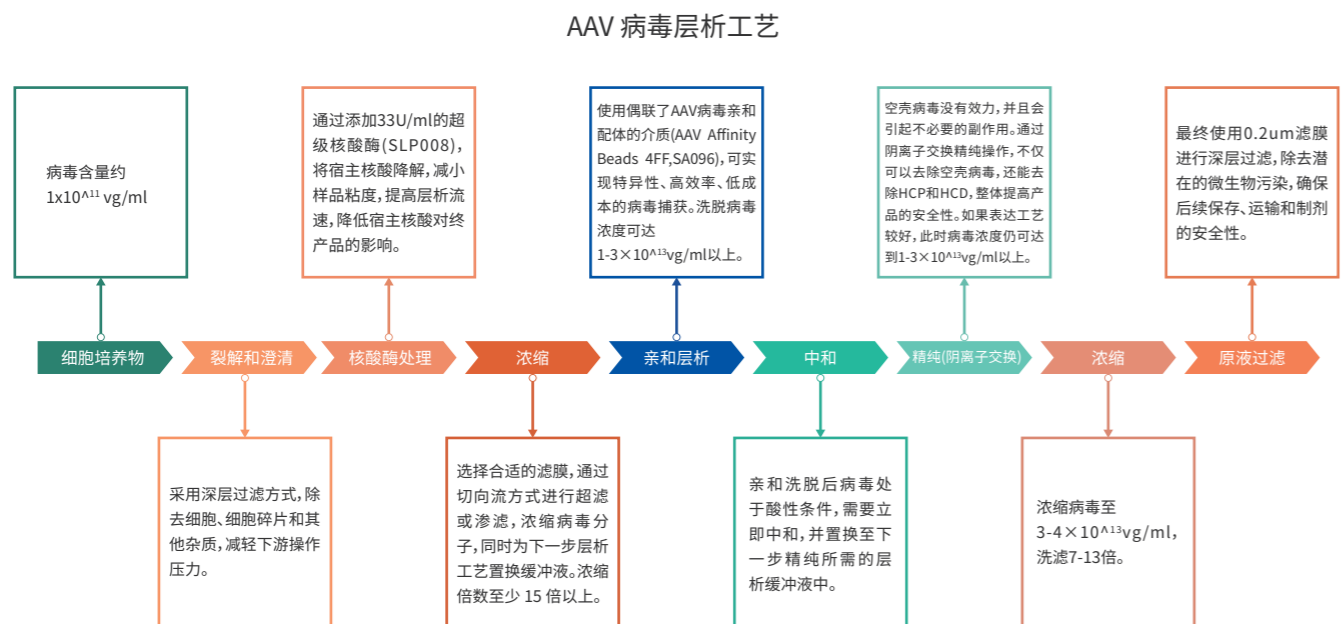 AAV 病毒层析工艺
病毒含量约
1x10^11 vg/ml
通过添加33U/ml的超
级核酸酶(SLP008)，
将宿主核酸降解，减小
样品粘度，提高层析流
速，降低宿主核酸对终
产品的影响。
使用偶联了AAV病毒亲和
配体的介质(AAV Affinity
Beads 4FF,SA096)，可实
现特异性、高效率、低成
本的病毒捕获。洗脱病毒
浓度可达
1-3×10^13vg/ml以上。
空壳病毒没有效力，并且会
引起不必要的副作用。通过
阴离子交换精纯操作，不仅
可以去除空壳病毒，还能去
除HCP和HCD，整体提高产
品的安全性。如果表达工艺
较好，此时病毒浓度仍可达
到1-3×10^13vg/ml以上。
最终使用0.2um滤膜
进行深层过滤，除去潜
在的微生物污染，确保
后续保存、运输和制剂
的安全性。
细胞培养物
裂解和澄清
核酸酶处理
浓缩
亲和层析
中和
精纯(阴离子交换)
浓缩
原液过滤
采用深层过滤方式，除
去细胞、细胞碎片和其
他杂质，减轻下游操作
压力。
选择合适的滤膜，通过
切向流方式进行超滤
或渗滤，浓缩病毒分
子，同时为下一步层析
工艺置换缓冲液。浓缩
倍数至少 15 倍以上。
亲和洗脱后病毒处
于酸性条件，需要立
即中和，并置换至下
一步精纯所需的层
析缓冲液中。
浓缩病毒至
3-4×10^13vg/ml，
洗滤7-13倍。